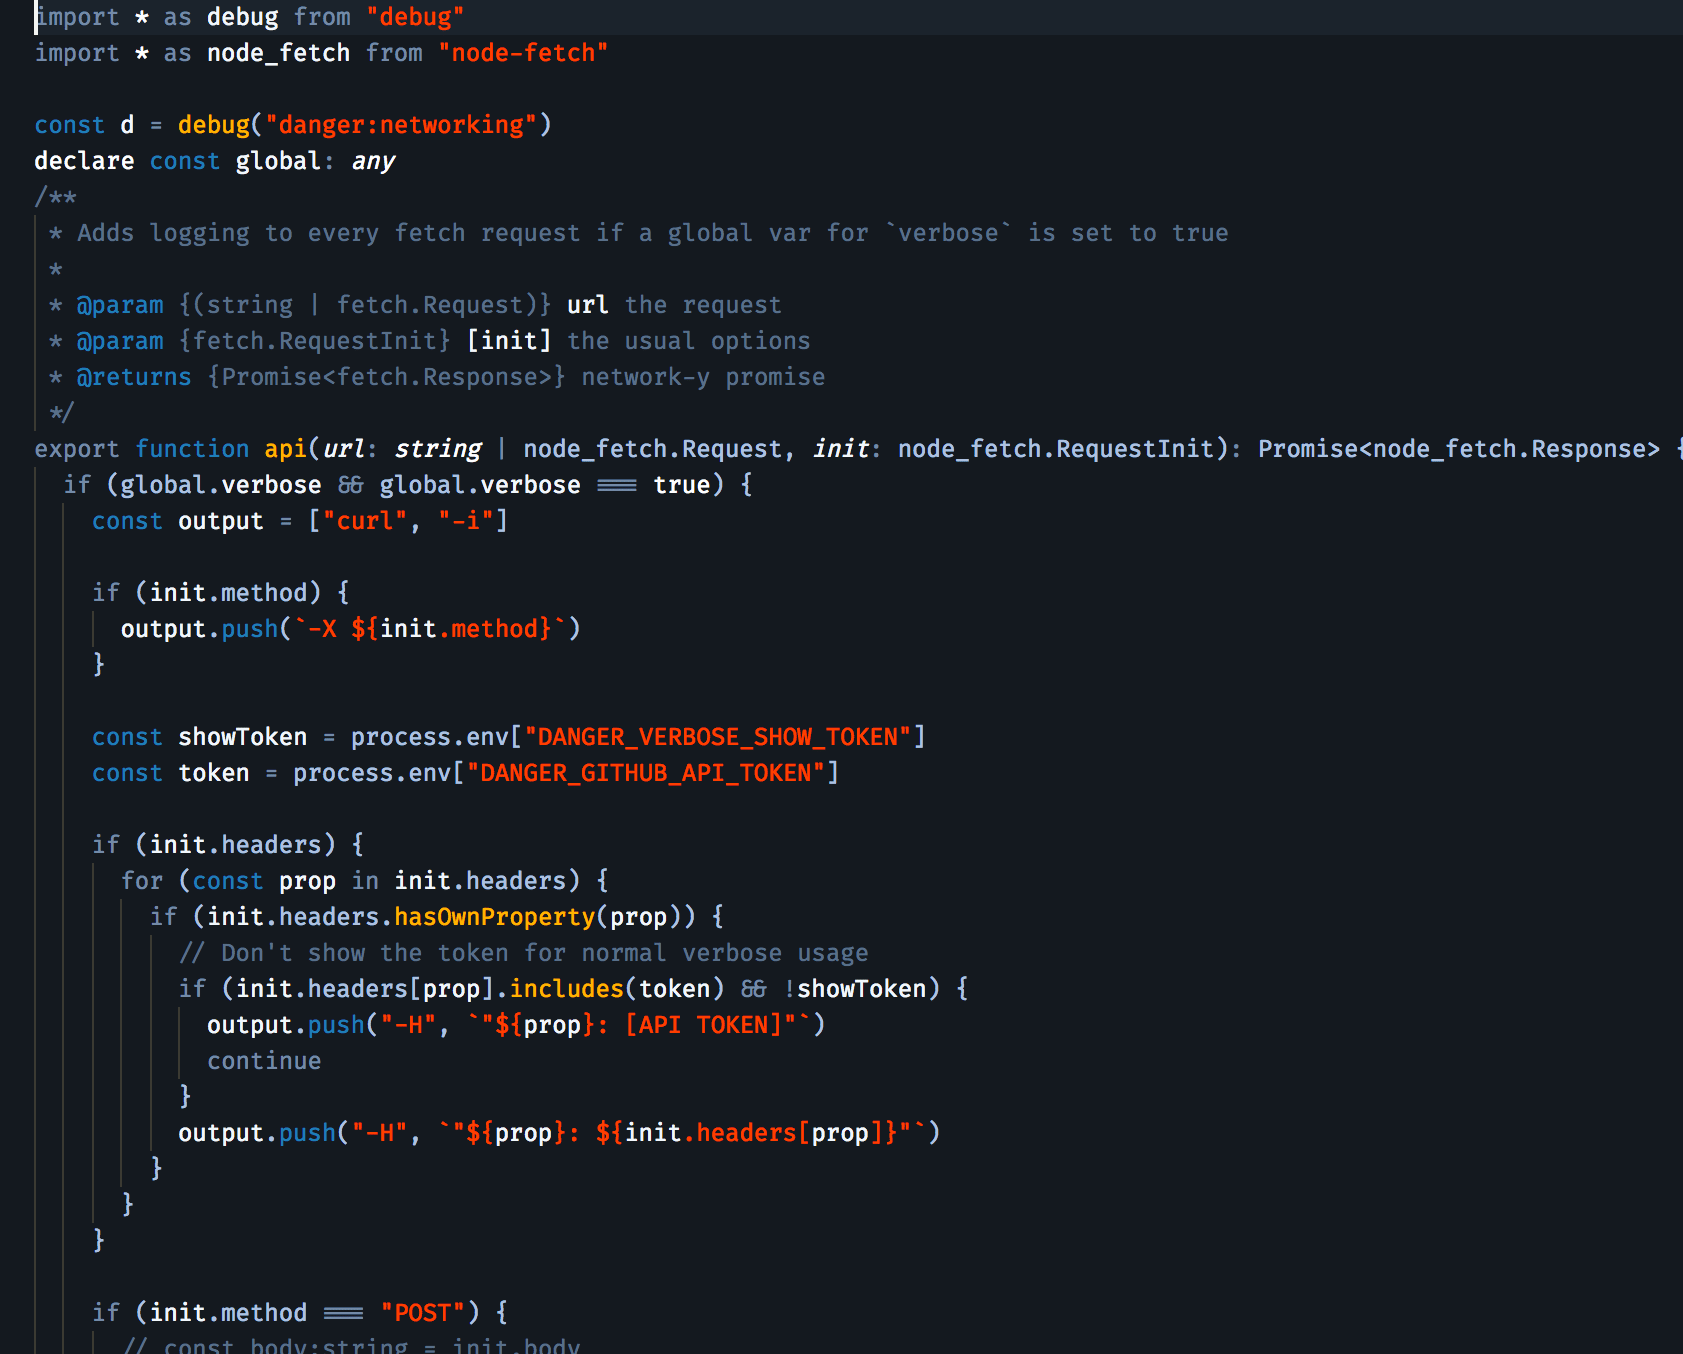 import * as debug from "debug"
import * as node_fetch from "node-fetch"

const d = debug("danger:networking")
declare const global: any
/**
 * Adds logging to every fetch request if a global var for `verbose` is set to true
 *
 * @param {(string | fetch.Request)} url the request
 * @param {fetch.RequestInit} [init] the usual options
 * @returns {Promise<fetch.Response>} network-y promise
 */
export function api(url: string | node_fetch.Request, init: node_fetch.RequestInit): Promise<node_fetch.Response> {
  if (global.verbose && global.verbose === true) {
    const output = ["curl", "-i"]

    if (init.method) {
      output.push(`-X ${init.method}`)
    }

    const showToken = process.env["DANGER_VERBOSE_SHOW_TOKEN"]
    const token = process.env["DANGER_GITHUB_API_TOKEN"]

    if (init.headers) {
      for (const prop in init.headers) {
        if (init.headers.hasOwnProperty(prop)) {
          // Don't show the token for normal verbose usage
          if (init.headers[prop].includes(token) && !showToken) {
            output.push("-H", `"${prop}: [API TOKEN]"`)
            continue
          }
          output.push("-H", `"${prop}: ${init.headers[prop]}"`)
        }
      }
    }

    if (init.method === "POST") {
      // const body:string = init.body